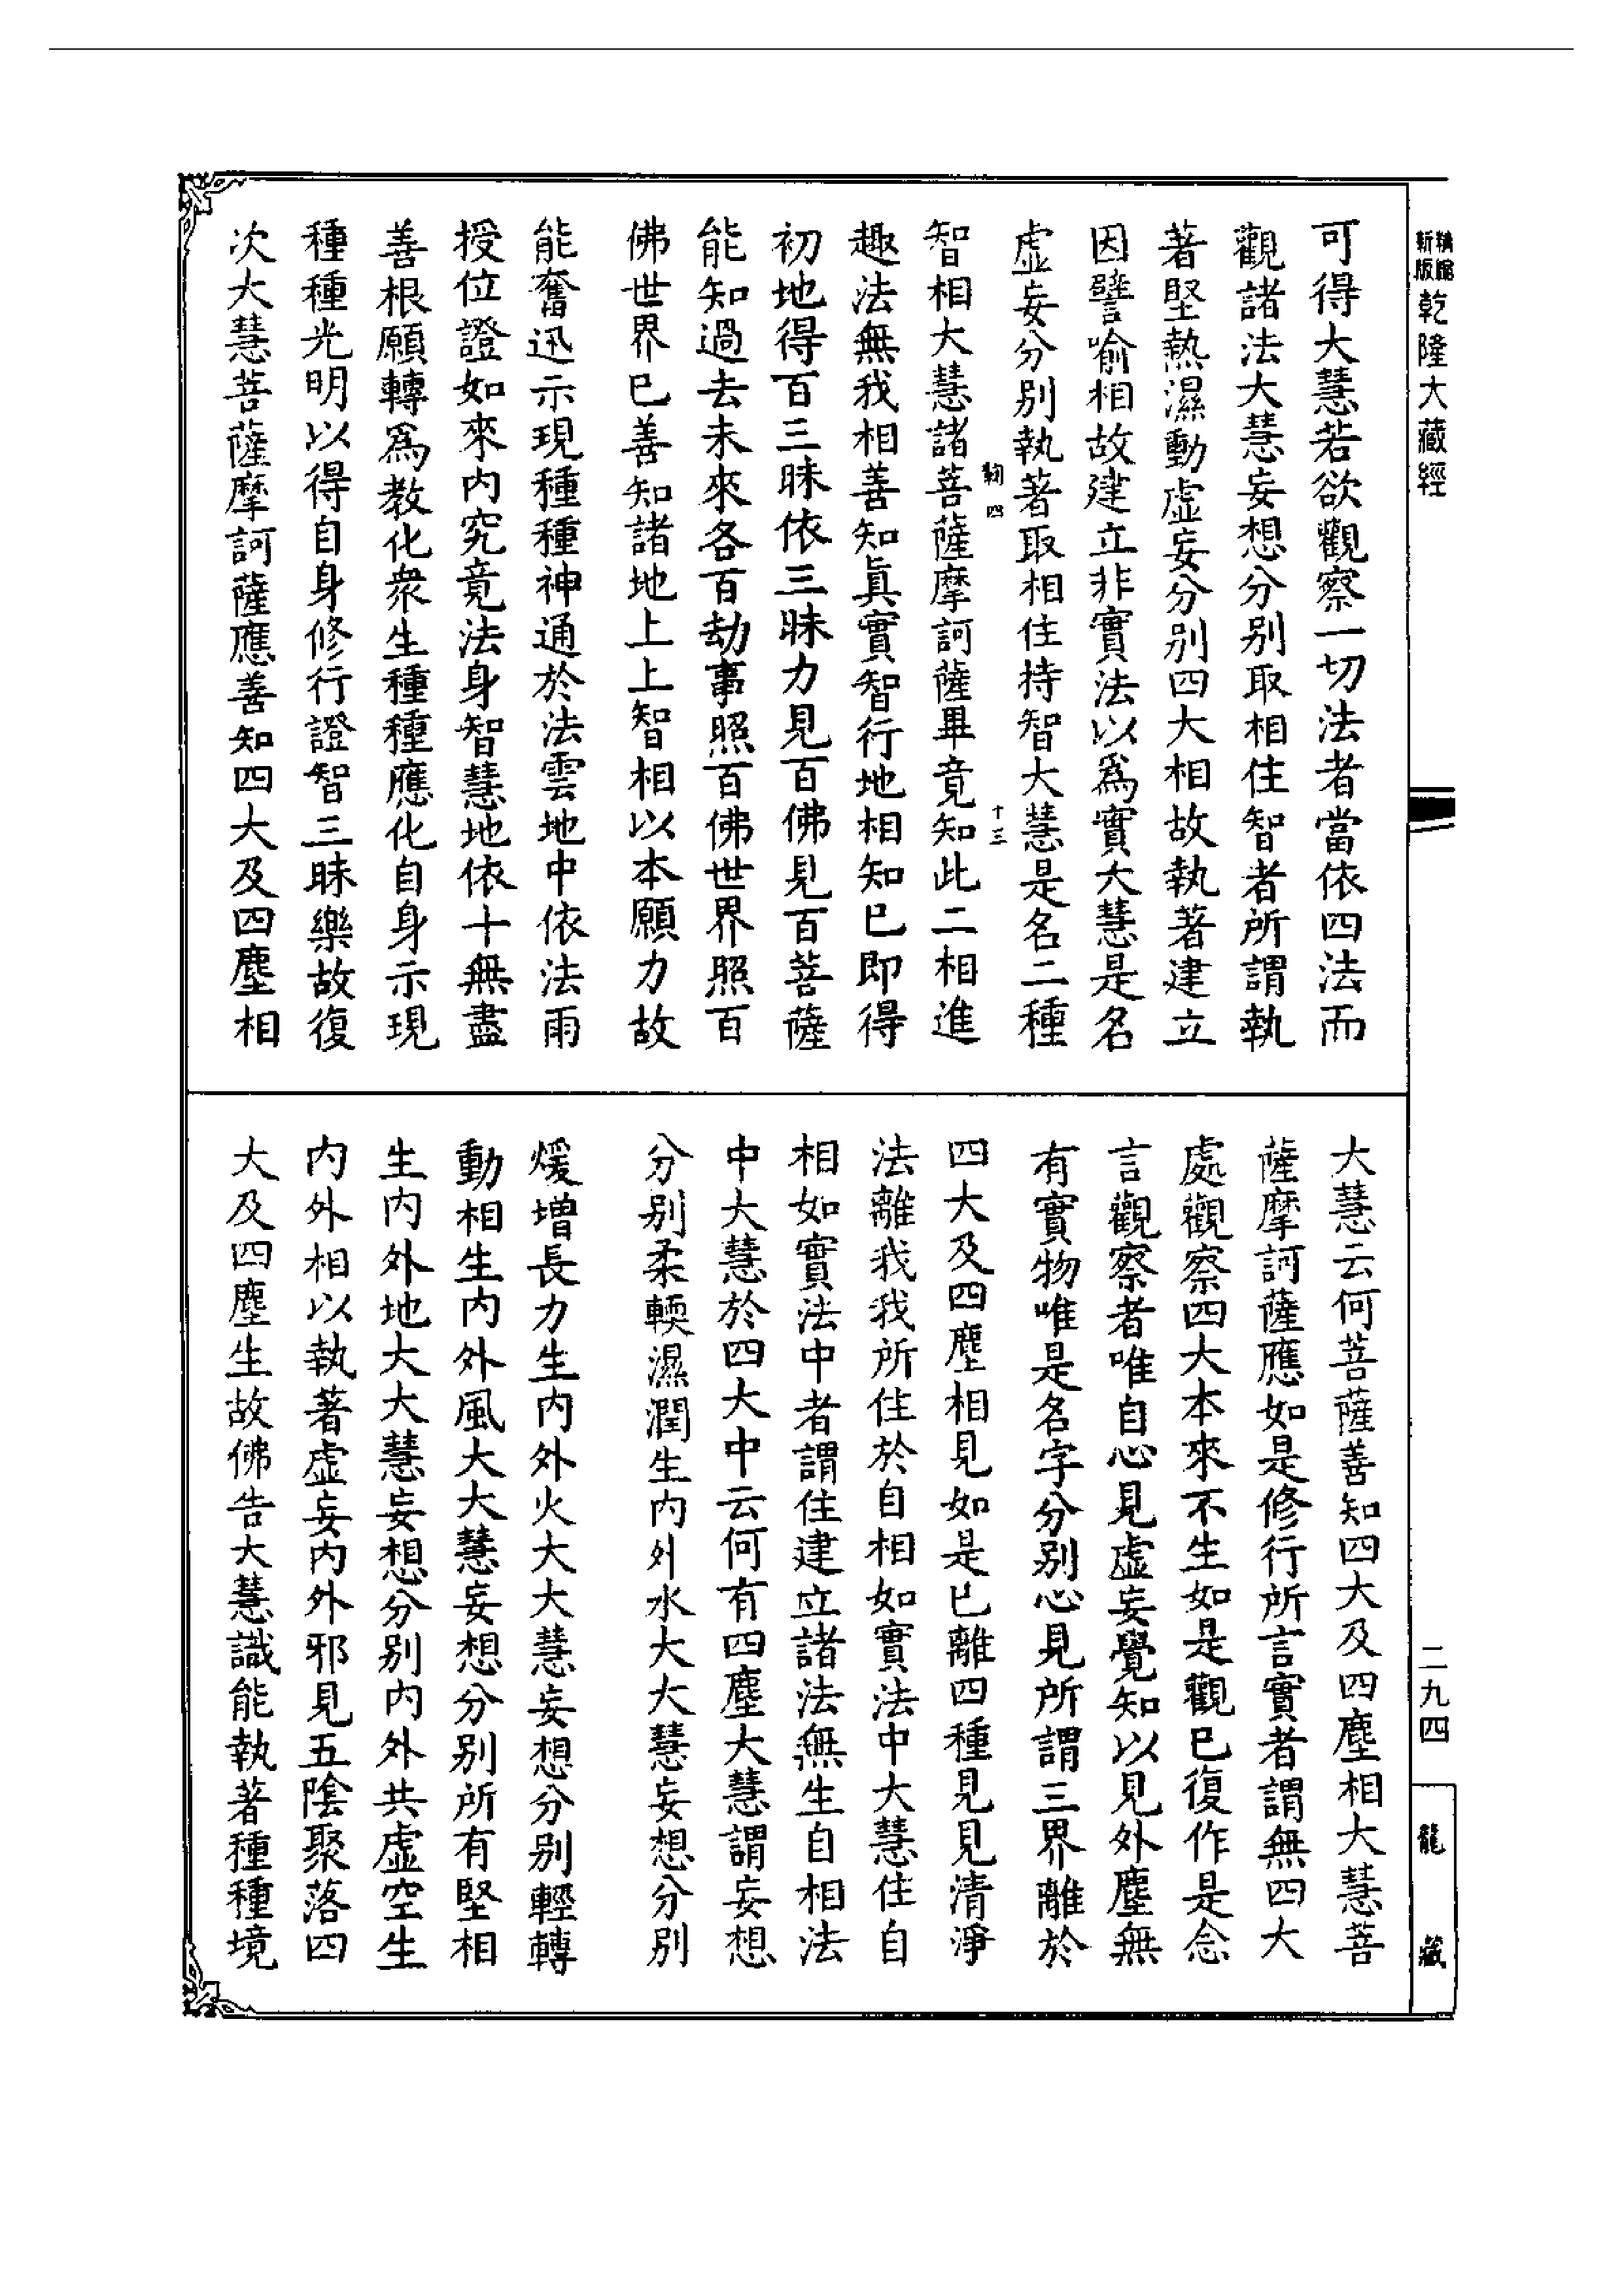 精縮新版乾隆大藏經
可得大慧若欲觀察一切法者當依四法而
觀諸法大慧妄想分別取相住智者所謂執
著堅熱濕動虛妄分別四大相故執著建立
因譬喻相故建立非實法以為實大慧是名
虛妄分別執著取相住持智大慧是名二種
四 十三
智相大慧諸菩薩摩訶薩畢竟知此二相進
趣法無我相善知眞實智行地相知已即得
初地得百三昧依三昧力見百佛見百菩薩
能知過去未來各百劫事照百佛世界照百
佛世界已善知諸地上上智相以本願力故
能奮迅示現種種神通於法雲地中依法雨
授位證如來內究竟法身智慧地依十無盡
善根願轉爲教化衆生種種應化自身示現
種種光明以得自身修行證智三昧樂故復
次大慧菩薩摩訶薩應善知四大及四塵相
大慧云何菩薩善知四大及四塵相大慧菩
薩摩訶薩應如是修行所言實者謂無四大
處觀察四大本來不生如是觀已復作是念
言觀察者唯自心見虛妄覺知以見外塵無
有實物唯是名字分別心見所謂三界離於
四大及四塵相見如是已離四種見見清淨
法離我我所住於自相如實法中大慧住自
相如實法中者謂住建立諸法無生自相法
中大慧於四大中云何有四塵大慧謂妄想
分別柔輭濕潤生內外水大大慧妄想分別
煖增長力生內外火大大慧妄想分別輕轉
動相生內外風大大慧妄想分別所有堅相
生內外地大大慧妄想分別內外共虛空生
內外相以執著虛妄內外邪見五陰聚落四
大及四塵生故佛告大慧識能執著種種境
二九四
龍藏